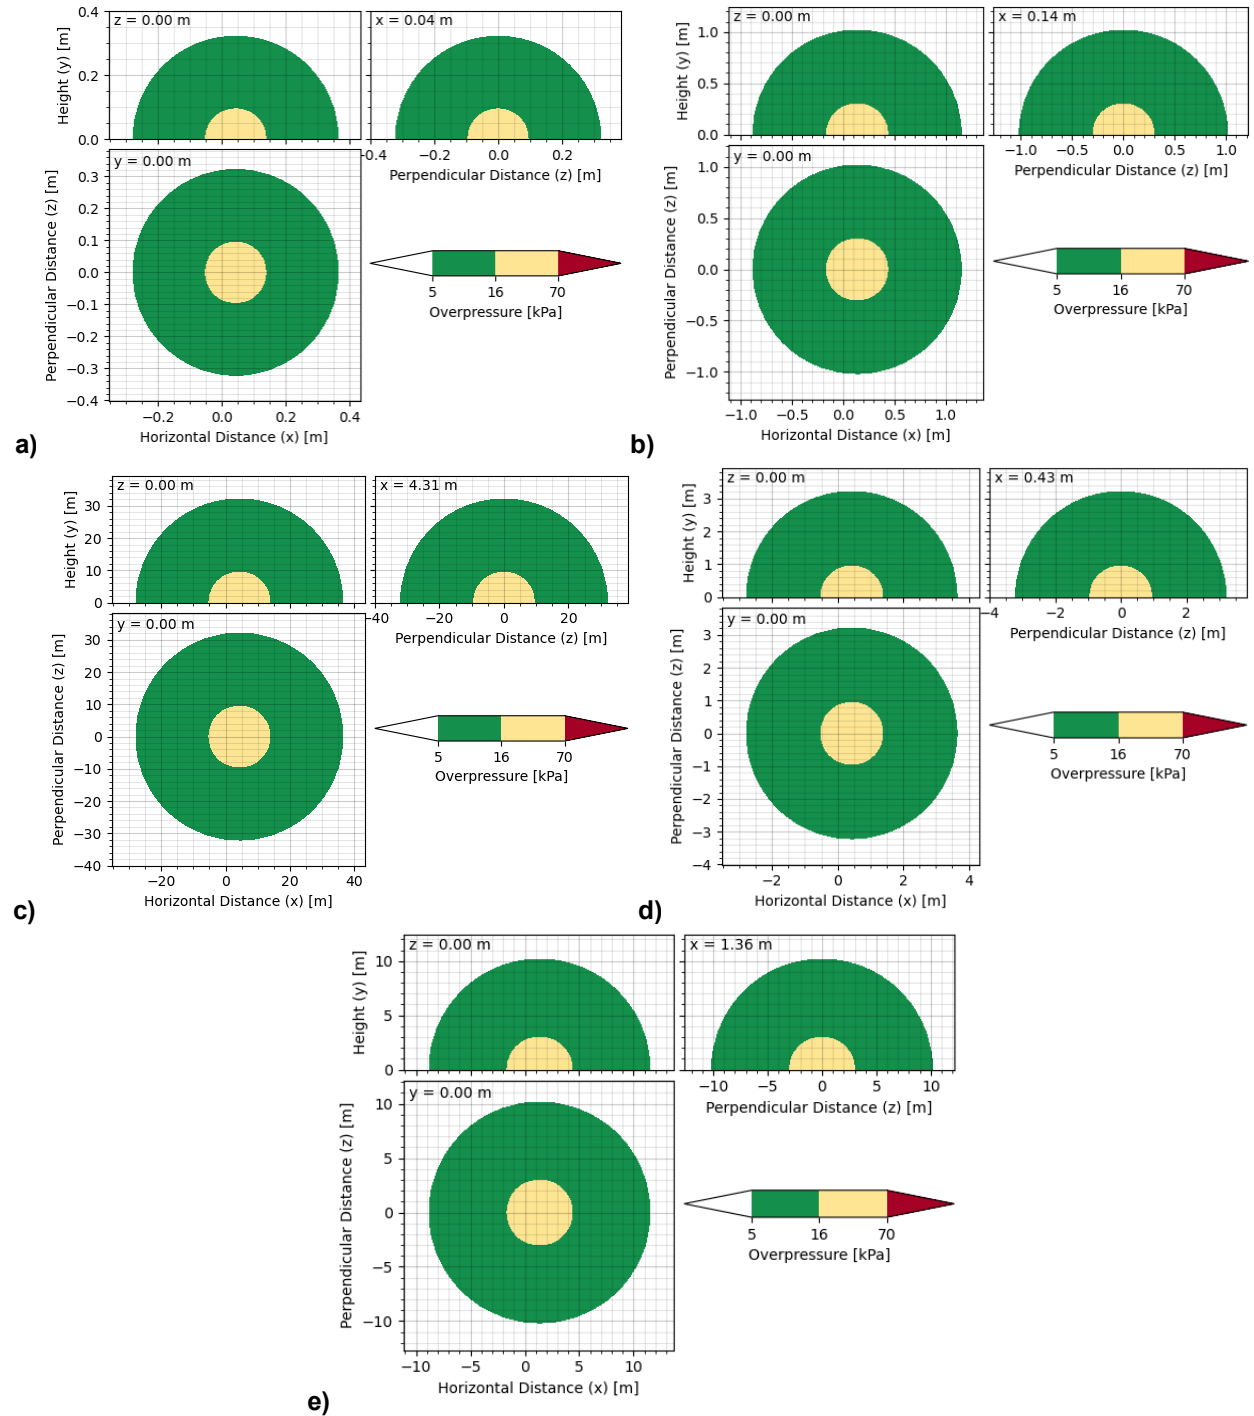 z = 0.00 m
x = 0.04 m
Height (y) [m]
0.4
0.2
0.0
y = 0.00 m
−0.4 −0.2 0.0 0.2
Perpendicular Distance (z) [m]
Perpendicular Distance (z) [m]
0.3
0.2
0.1
0.0
−0.1
−0.2
−0.3
−0.4
−0.2 0.0 0.2 0.4
Horizontal Distance (x) [m]
5 16 70
Overpressure [kPa]
a)
z = 0.00 m
x = 0.14 m
Height (y) [m]
1.0
0.5
0.0
y = 0.00 m
−1.0 −0.5 0.0 0.5 1.0
Perpendicular Distance (z) [m]
Perpendicular Distance (z) [m]
1.0
0.5
0.0
−0.5
−1.0
−1.0 −0.5 0.0 0.5 1.0
Horizontal Distance (x) [m]
5 16 70
Overpressure [kPa]
b)
z = 0.00 m
x = 4.31 m
Height (y) [m]
30
20
10
0
y = 0.00 m
−40 −20 0 20
Perpendicular Distance (z) [m]
Perpendicular Distance (z) [m]
30
20
10
0
−10
−20
−30
−40
−20 0 20 40
Horizontal Distance (x) [m]
5 16 70
Overpressure [kPa]
c)
z = 0.00 m
x = 0.43 m
Height (y) [m]
3
2
1
0
y = 0.00 m
−4 −2 0 2
Perpendicular Distance (z) [m]
Perpendicular Distance (z) [m]
3
2
1
0
−1
−2
−3
−4
−2 0 2 4
Horizontal Distance (x) [m]
5 16 70
Overpressure [kPa]
d)
z = 0.00 m
x = 1.36 m
Height (y) [m]
10
5
0
y = 0.00 m
−10 −5 0 5 10
Perpendicular Distance (z) [m]
Perpendicular Distance (z) [m]
10
5
0
−5
−10
−10 −5 0 5 10
Horizontal Distance (x) [m]
5 16 70
Overpressure [kPa]
e)